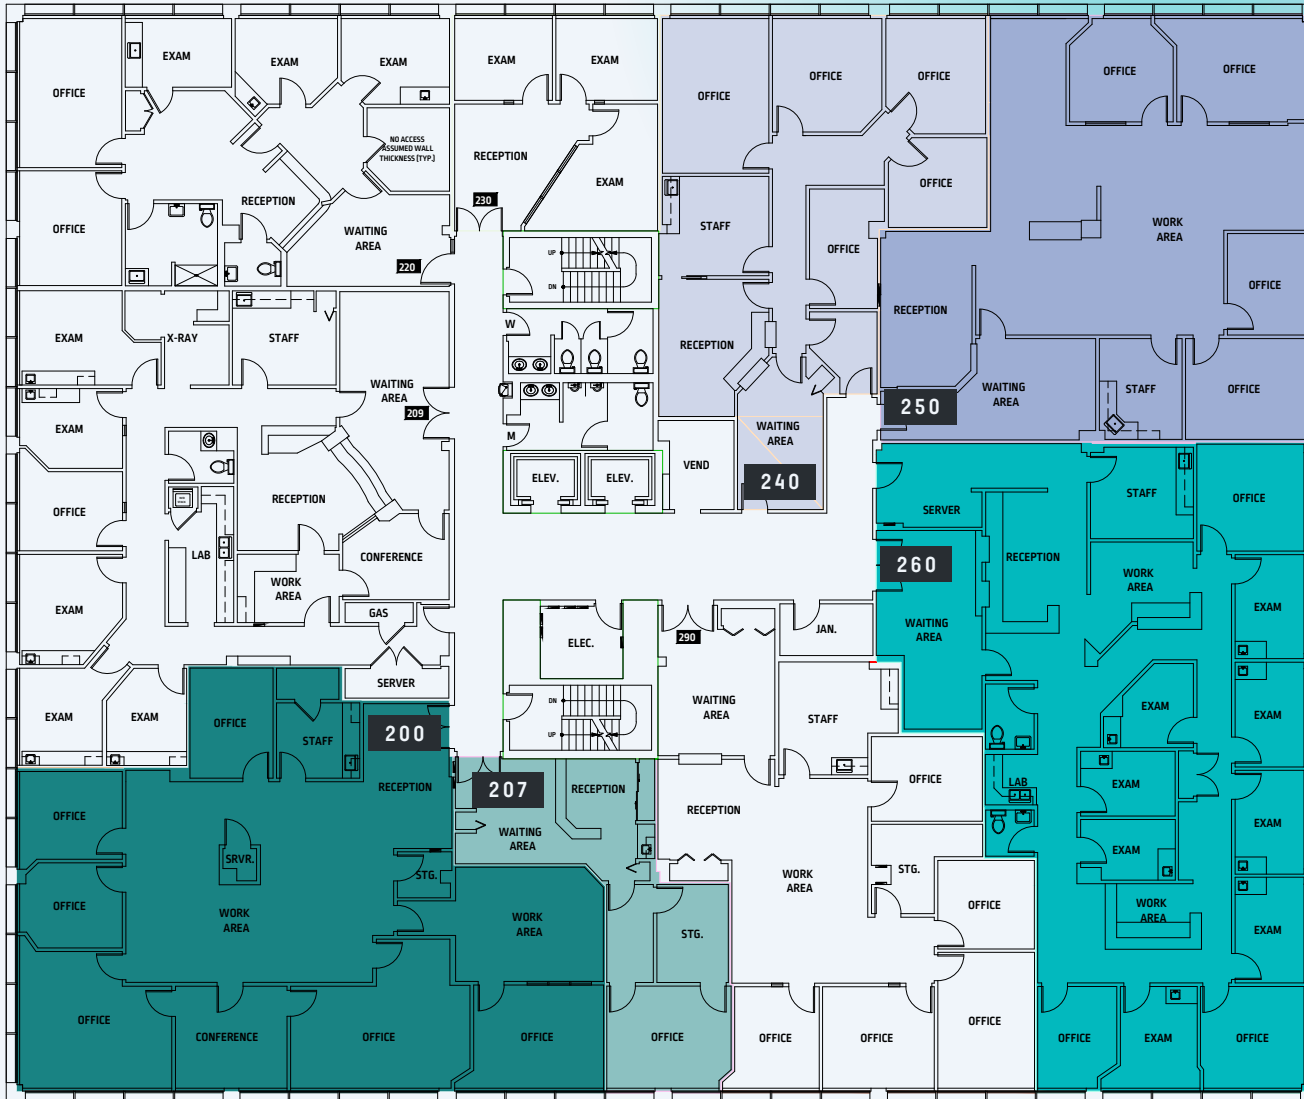 EXAM
EXAM
EXAM
EXAM
EXAM
OFFICE
OFFICE
OFFICE
OFFICE
OFFICE
OFFICE
NO ACCESS
ASSUMED WALL
THICKNESS (TYP.)
RECEPTION
EXAM
OFFICE
230
RECEPTION
OFFICE
WAITING
AREA
STAFF
WORK
AREA
220
UP
DN
OFFICE
OFFICE
RECEPTION
W
EXAM
X-RAY
STAFF
RECEPTION
WAITING
AREA
209
WAITING
AREA
STAFF
OFFICE
250
EXAM
M
WAITING
AREA
VEND
ELEV.
ELEV.
240
STAFF
OFFICE
RECEPTION
OFFICE
SERVER
LAB
CONFERENCE
RECEPTION
260
WORK
AREA
WORK
AREA
EXAM
GAS
EXAM
WAITING
AREA
JAN.
290
ELEC.
SERVER
EXAM
EXAM
OFFICE
WAITING
AREA
STAFF
EXAM
EXAM
DN
UP
200
STAFF
OFFICE
LAB
EXAM
RECEPTION
207
RECEPTION
RECEPTION
OFFICE
WAITING
AREA
EXAM
EXAM
SRVR.
STG.
WORK
AREA
STG.
OFFICE
WORK
AREA
WORK
AREA
OFFICE
WORK
AREA
STG.
EXAM
OFFICE
CONFERENCE
OFFICE
OFFICE
OFFICE
OFFICE
OFFICE
OFFICE
OFFICE
EXAM
OFFICE